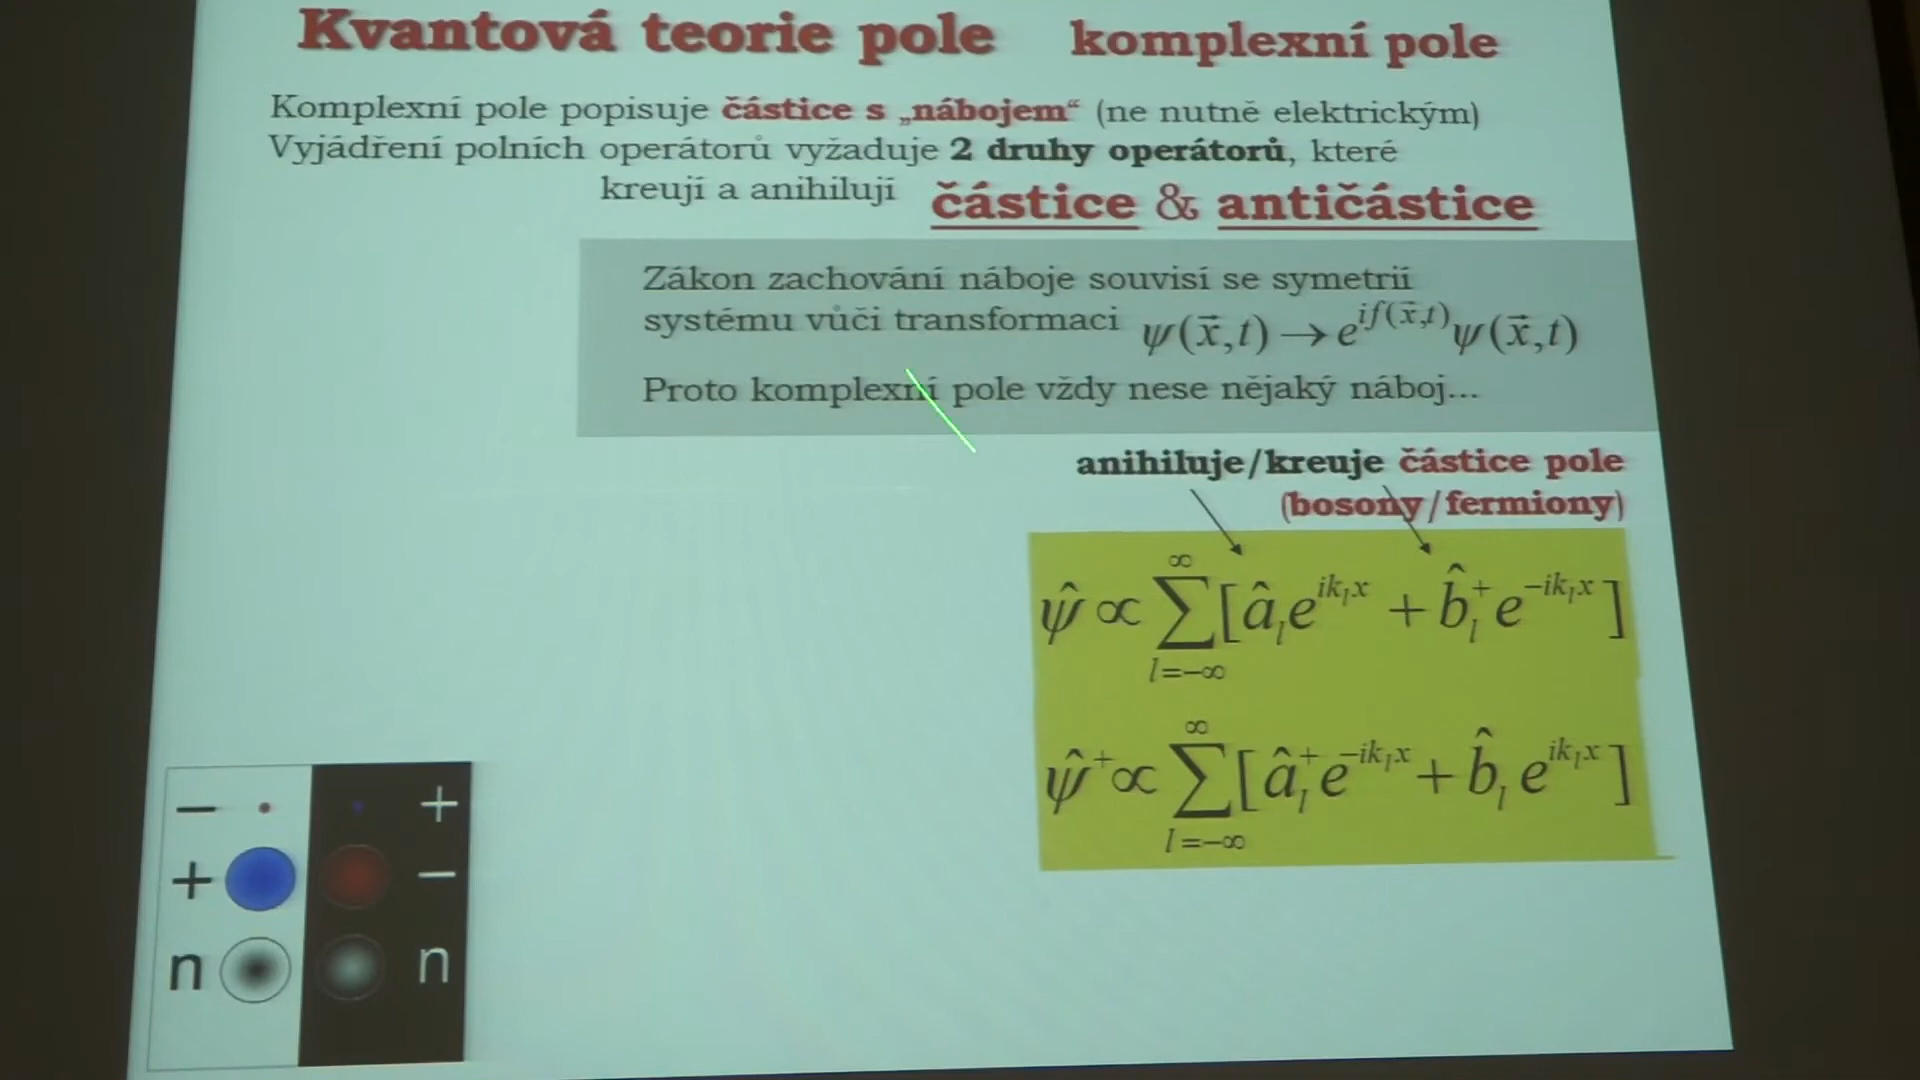 Kvantová teorie pole komplexní pole
Komplexní pole popisuje částice s „nábojem“ (ne nutně elektrickým)
Vyjádření polních operátorů vyžaduje 2 druhy operátorů, které
kreují a anihilují částice & antičástice
Zákon zachování náboje souvisí se symetrií
systému vůči transformaci ψ(x⃗,t)→e^{if(x⃗,t)}ψ(x⃗,t)
Proto komplexní pole vždy nese nějaký náboj...
anihiluje/kreuje částice pole
(bosony/fermiony)
ψ̂ ∝ ∑_{l=-∞}^{∞}[â_l e^{ik_l x} + b̂_l^+ e^{-ik_l x}]
ψ̂^+ ∝ ∑_{l=-∞}^{∞}[â_l^+ e^{-ik_l x} + b̂_l e^{ik_l x}]
− +
+ −
n n